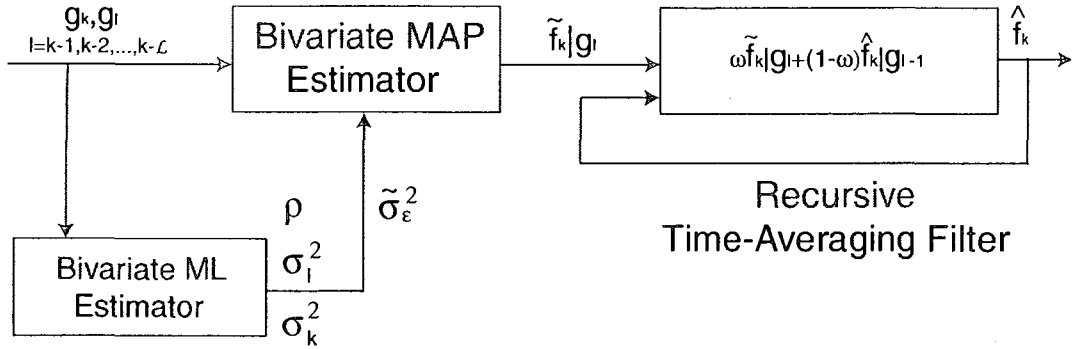 gₖ,gₗ
l=k-1,k-2,...,k-ℒ
Bivariate MAP
Estimator
f̃ₖ|gₗ
ωf̃ₖ|gₗ+(1-ω)f̂ₖ|gₗ₋₁
f̂ₖ
Recursive
Time-Averaging Filter
ρ
σ̃ε²
σₗ²
σₖ²
Bivariate ML
Estimator